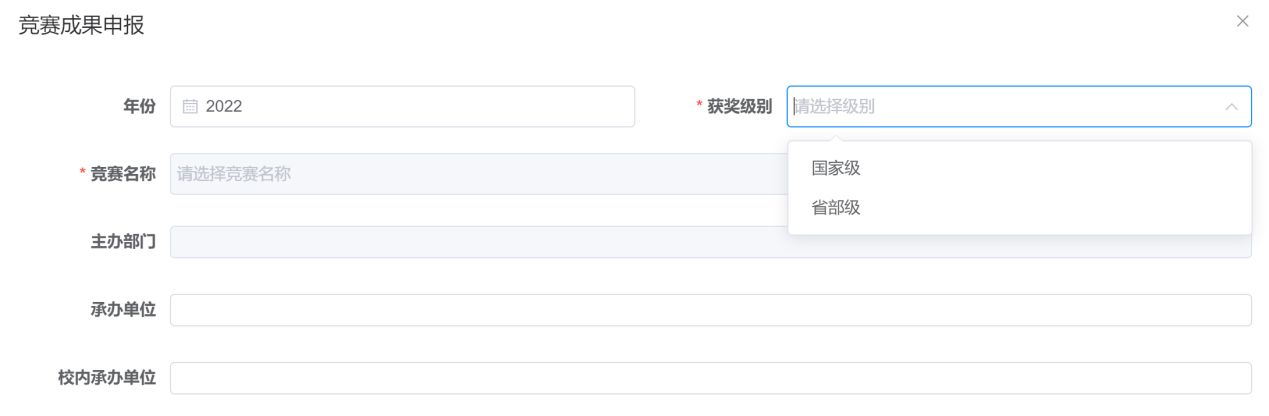 竞赛成果申报
年份 2022 * 获奖级别 请选择级别
* 竞赛名称 请选择竞赛名称
国家级
省部级
主办部门
承办单位
校内承办单位